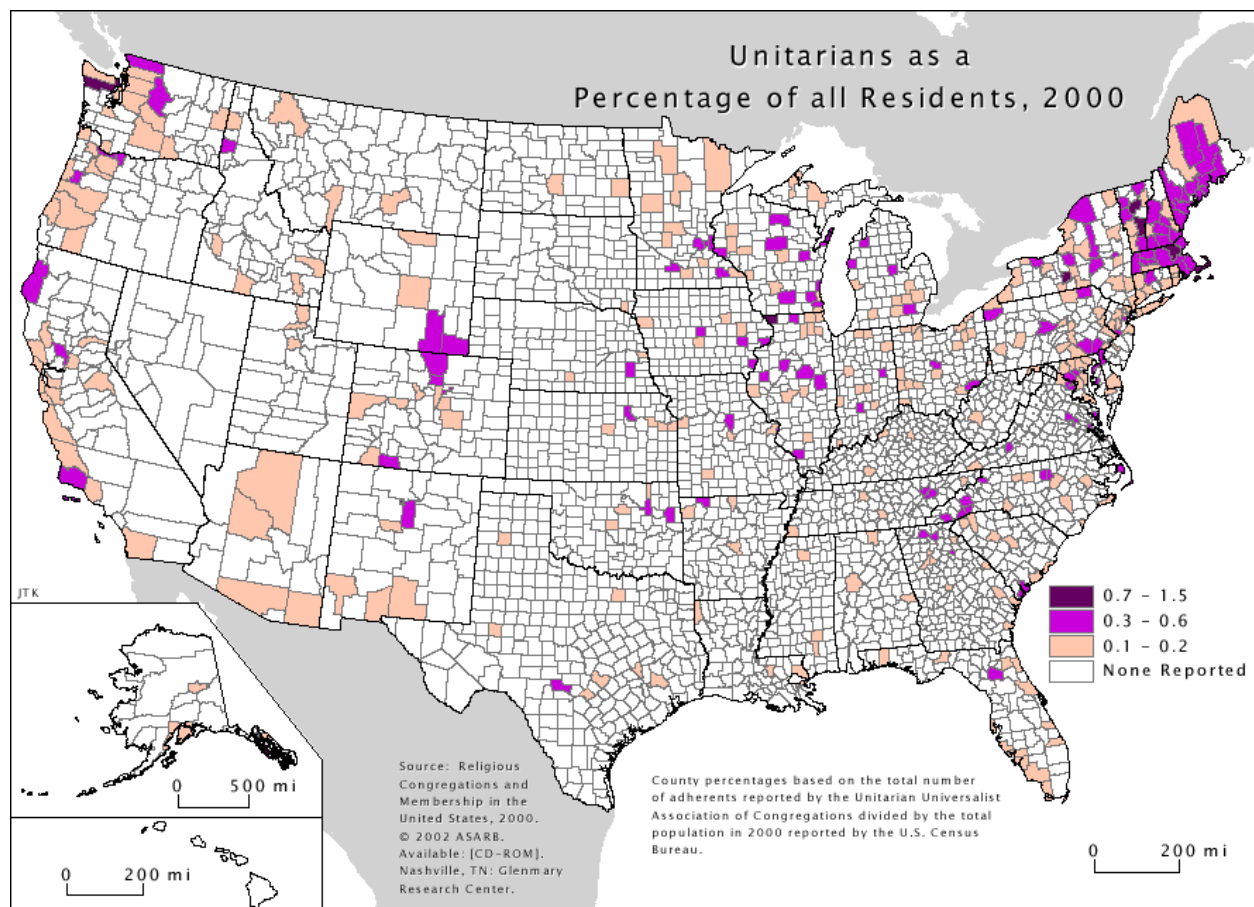 Unitarians as a
Percentage of all Residents, 2000
0.7 – 1.5
0.3 – 0.6
0.1 – 0.2
None Reported
JTK
0 500 mi
0 200 mi
Source: Religious
Congregations and
Membership in the
United States, 2000.
© 2002 ASARB.
Available: [CD–ROM].
Nashville, TN: Glenmary
Research Center.
County percentages based on the total number
of adherents reported by the Unitarian Universalist
Association of Congregations divided by the total
population in 2000 reported by the U.S. Census
Bureau.
0 200 mi